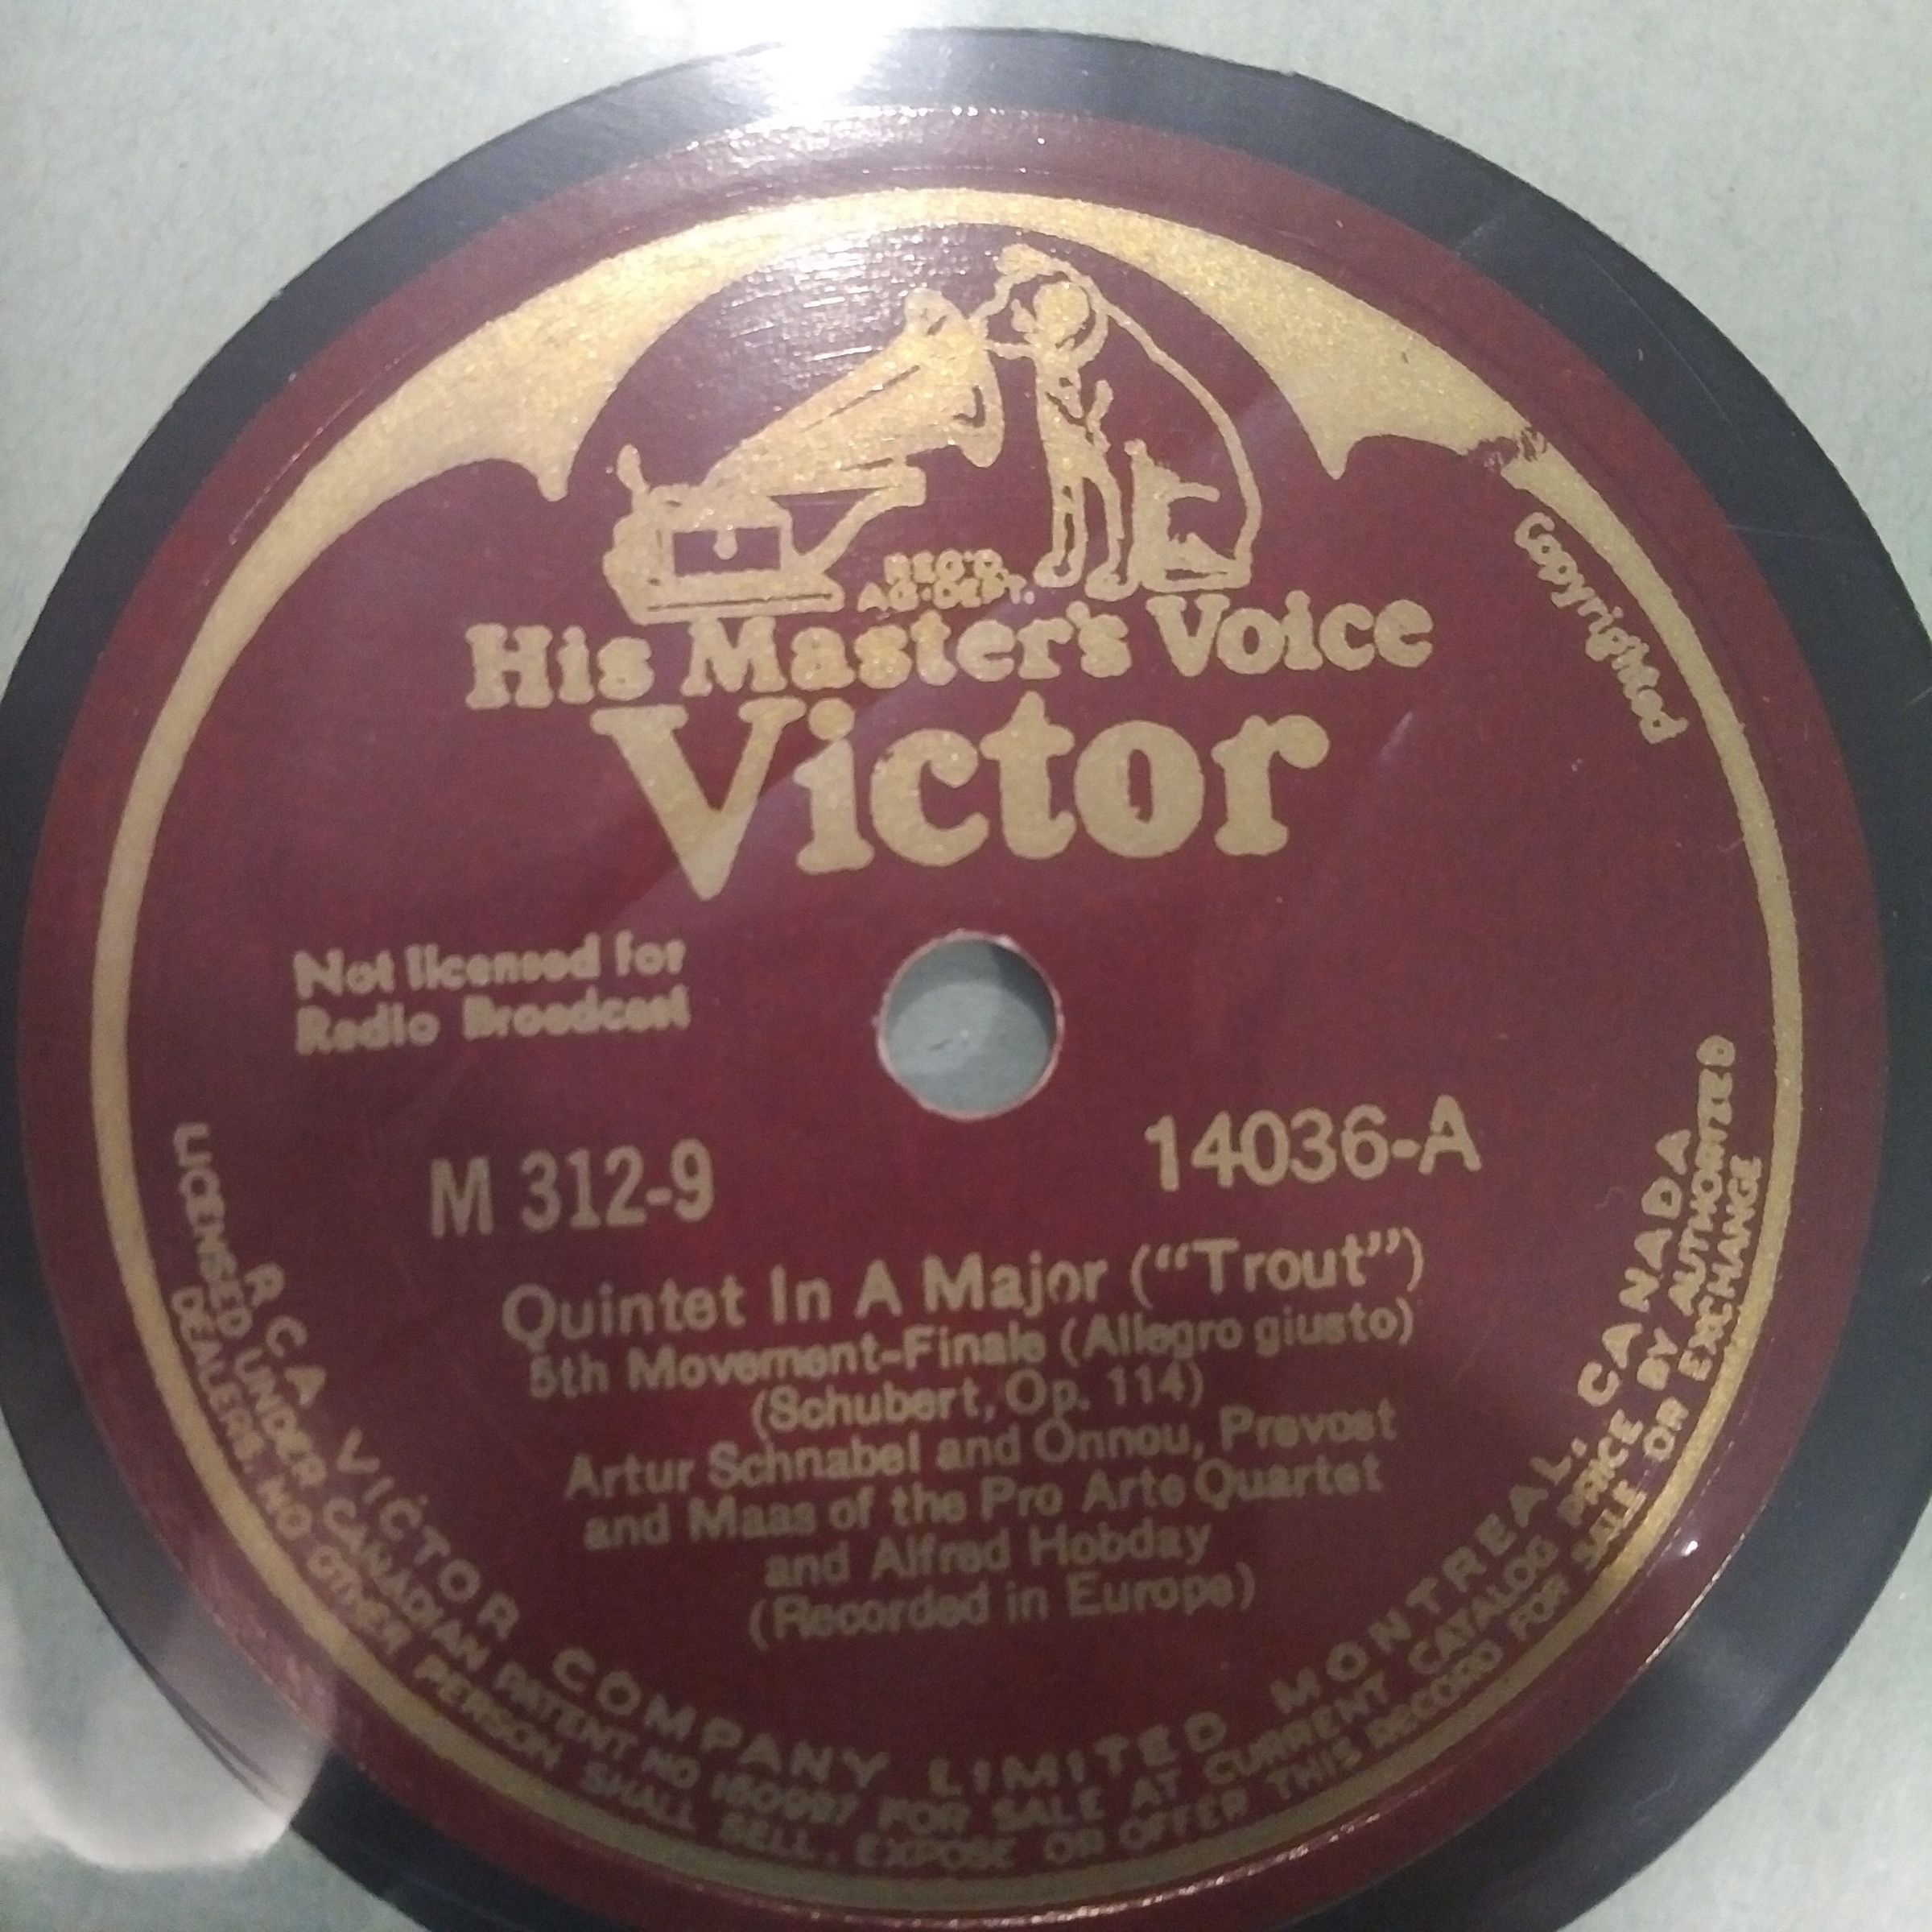 REG'D.
AG. DEPT.
His Master's Voice
Victor
Copyrighted
Not licensed for
Radio Broadcast
M 312-9
14036-A
Quintet In A Major (“Trout”)
5th Movement-Finale (Allegro giusto)
(Schubert, Op. 114)
Artur Schnabel and Onnou, Prevost
and Maas of the Pro Arte Quartet
and Alfred Hobday
(Recorded in Europe)
RCA VICTOR COMPANY LIMITED MONTREAL, CANADA
LICENSED UNDER CANADIAN PATENT NO 180997 FOR SALE AT CURRENT CATALOG PRICE BY AUTHORIZED
DEALERS. NO OTHER PERSON SHALL SELL, EXPOSE OR OFFER THIS RECORD FOR SALE OR EXCHANGE